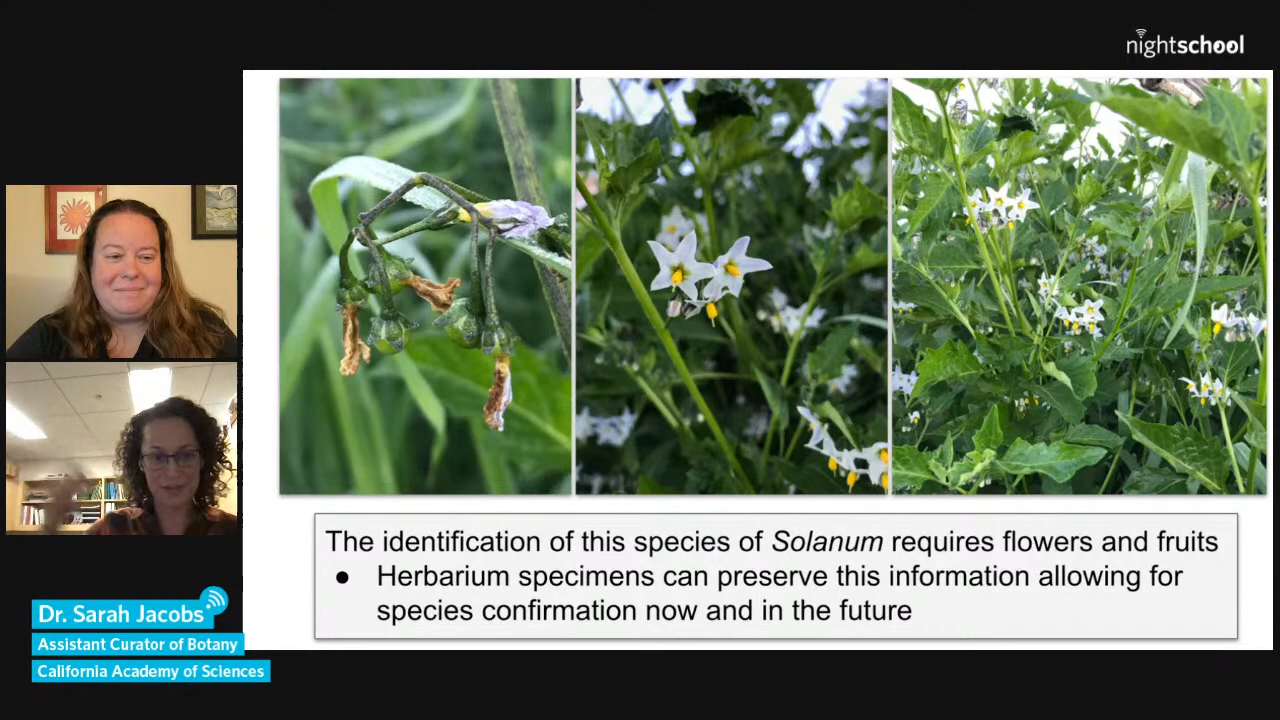 nightschool
The identification of this species of Solanum requires flowers and fruits
● Herbarium specimens can preserve this information allowing for
species confirmation now and in the future
Dr. Sarah Jacobs
Assistant Curator of Botany
California Academy of Sciences